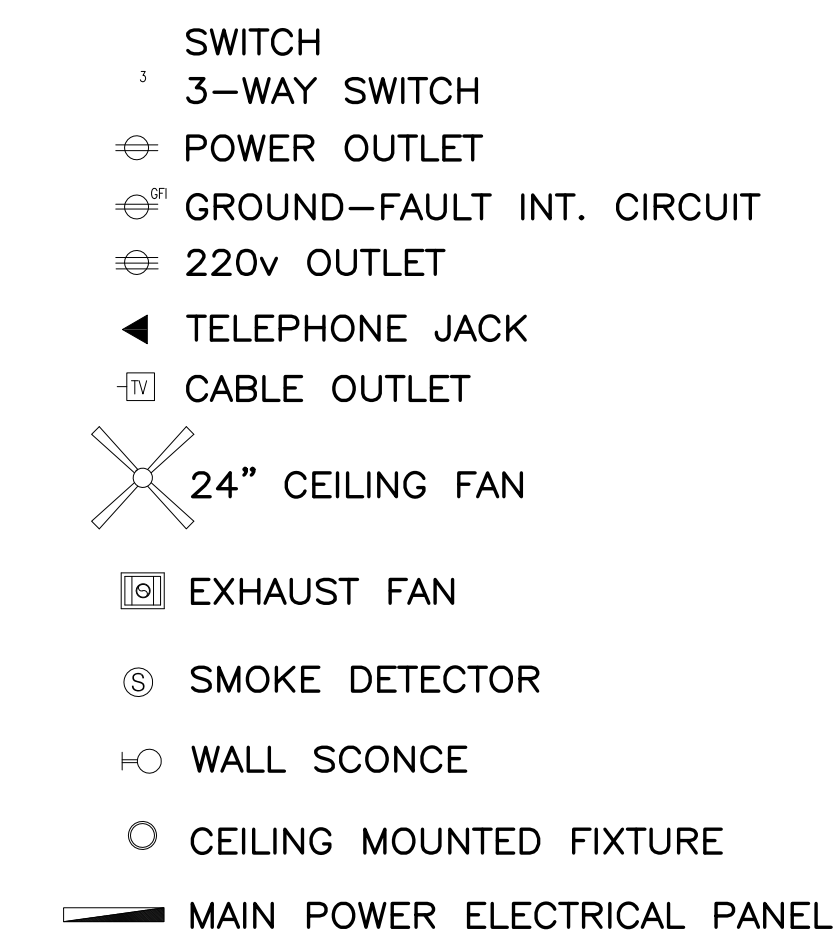 SWITCH
3 3-WAY SWITCH
POWER OUTLET
GFI GROUND-FAULT INT. CIRCUIT
220v OUTLET
TELEPHONE JACK
TV CABLE OUTLET
24" CEILING FAN
EXHAUST FAN
S SMOKE DETECTOR
WALL SCONCE
CEILING MOUNTED FIXTURE
MAIN POWER ELECTRICAL PANEL